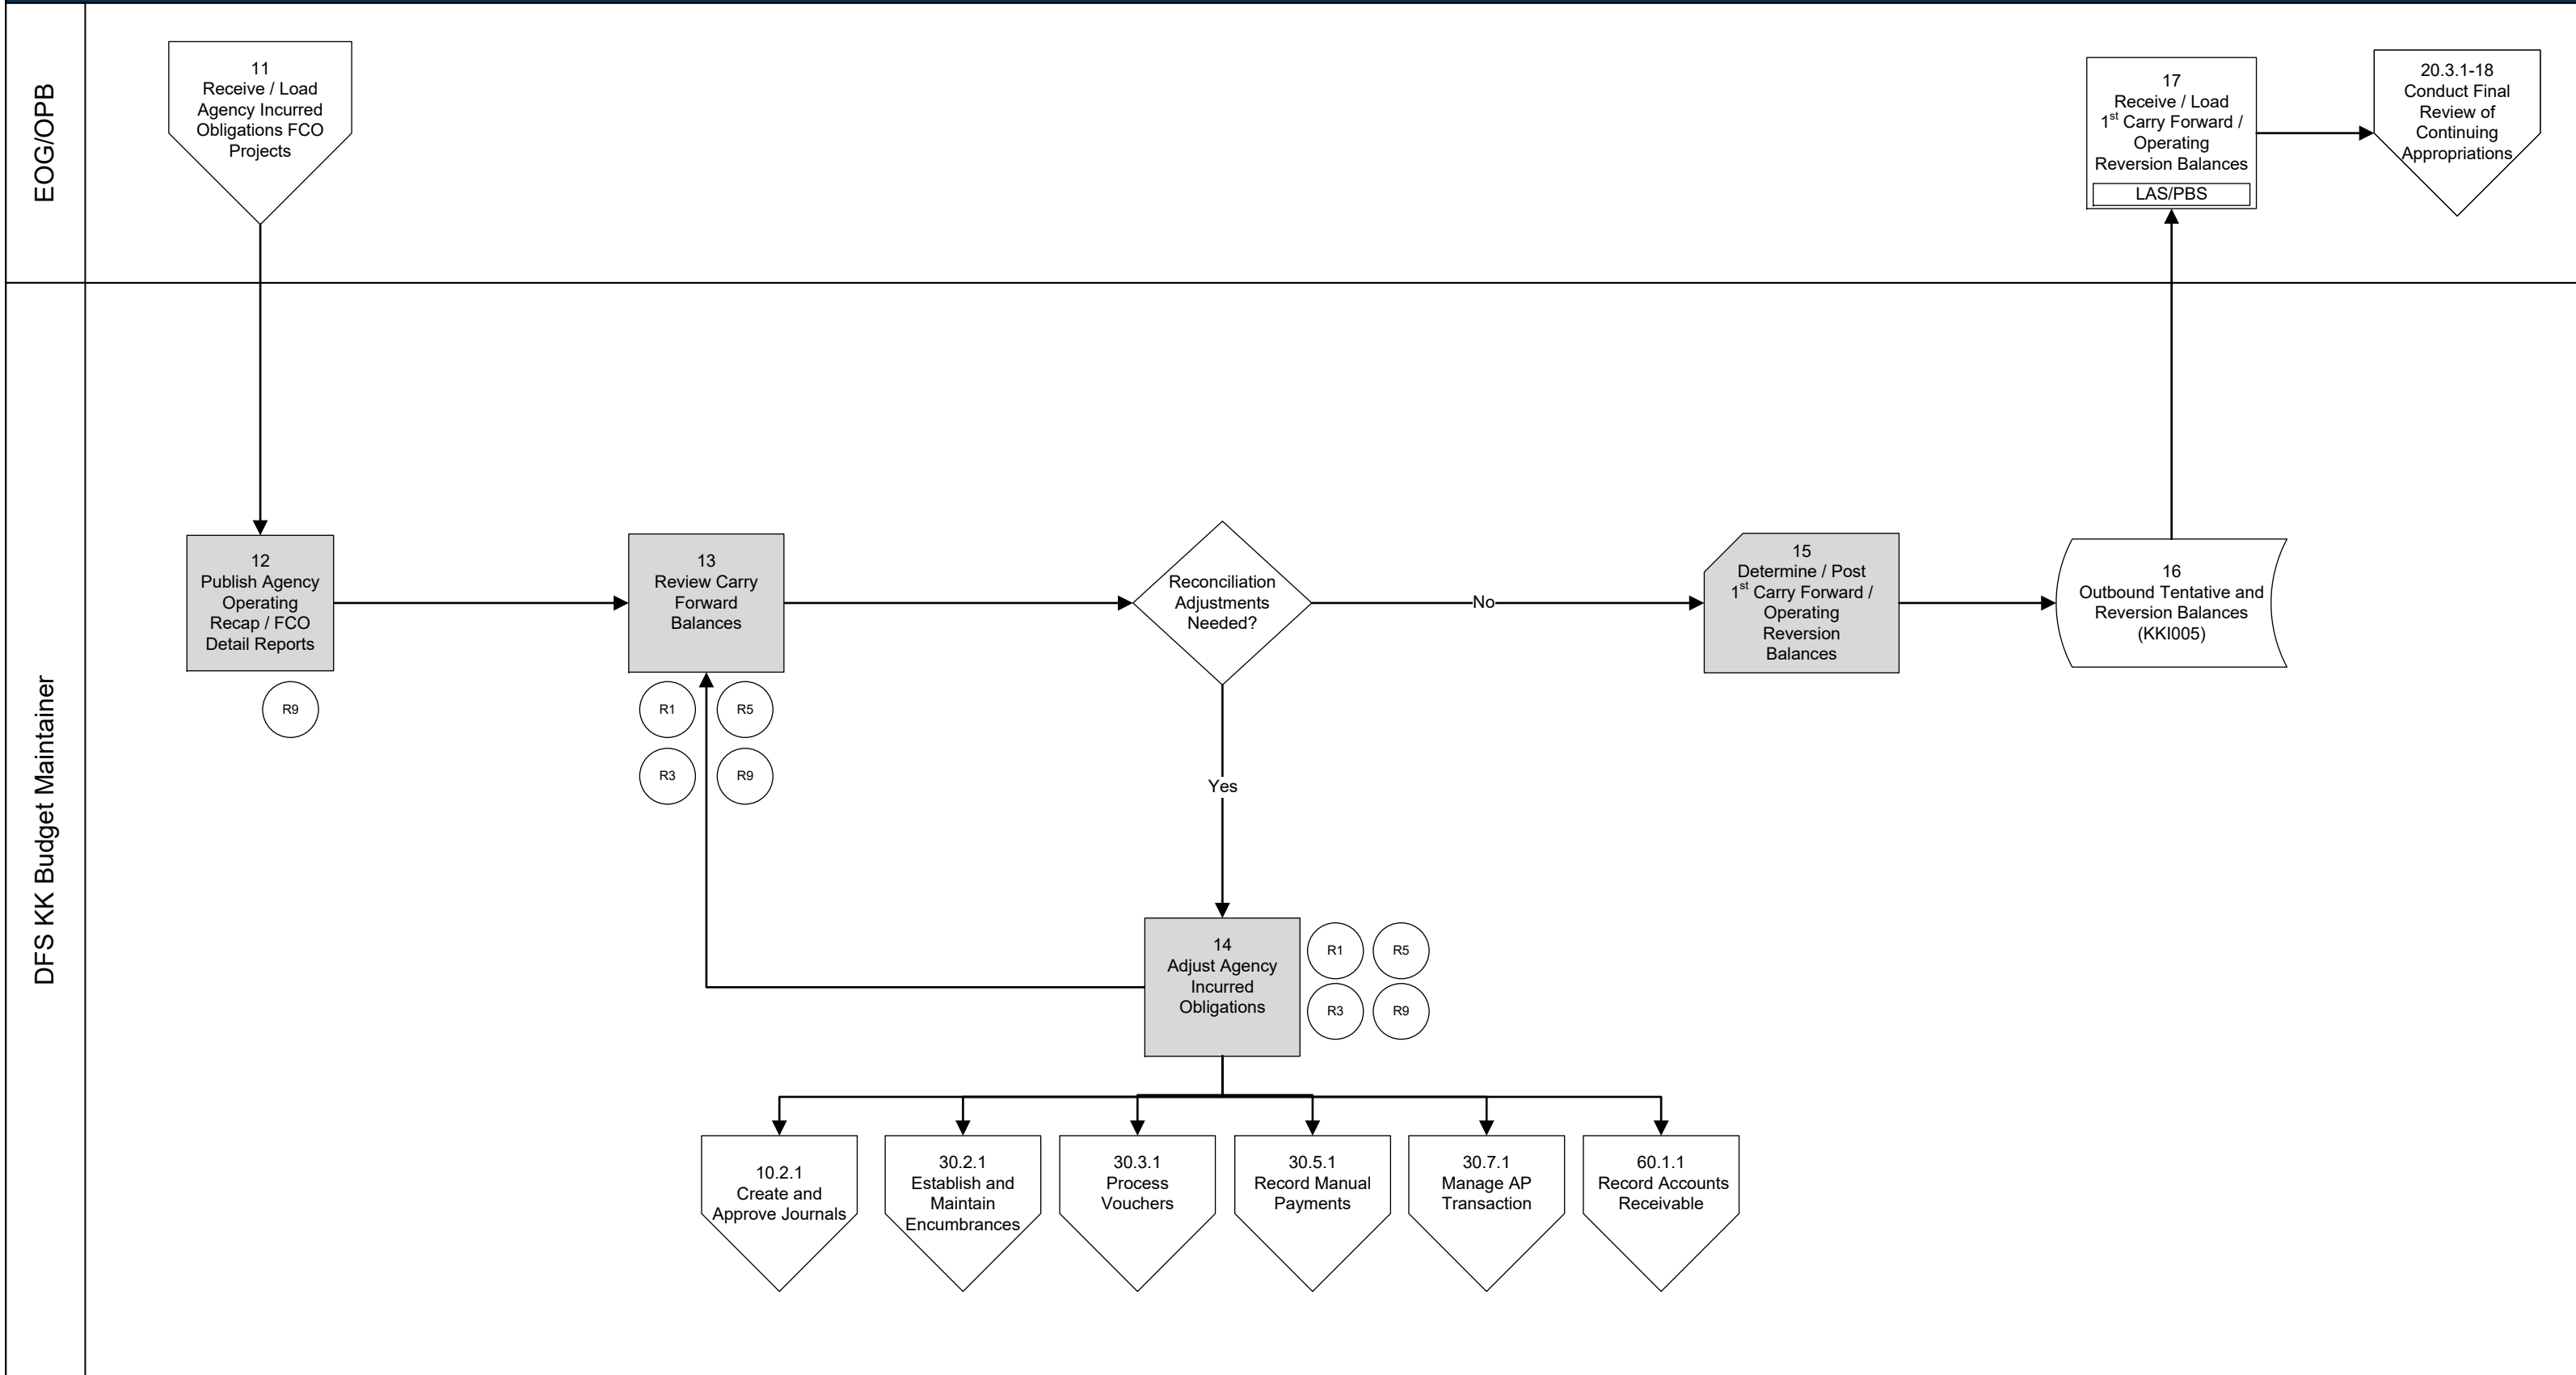 EOG/OPB
11
Receive / Load
Agency Incurred
Obligations FCO
Projects
17
Receive / Load
1st Carry Forward /
Operating
Reversion Balances
LAS/PBS
20.3.1-18
Conduct Final
Review of
Continuing
Appropriations
DFS KK Budget Maintainer
12
Publish Agency
Operating
Recap / FCO
Detail Reports
R9
13
Review Carry
Forward
Balances
R1
R5
R3
R9
Reconciliation
Adjustments
Needed?
No
Yes
15
Determine / Post
1st Carry Forward /
Operating
Reversion
Balances
16
Outbound Tentative and
Reversion Balances
(KKI005)
14
Adjust Agency
Incurred
Obligations
R1
R5
R3
R9
10.2.1
Create and
Approve Journals
30.2.1
Establish and
Maintain
Encumbrances
30.3.1
Process
Vouchers
30.5.1
Record Manual
Payments
30.7.1
Manage AP
Transaction
60.1.1
Record Accounts
Receivable